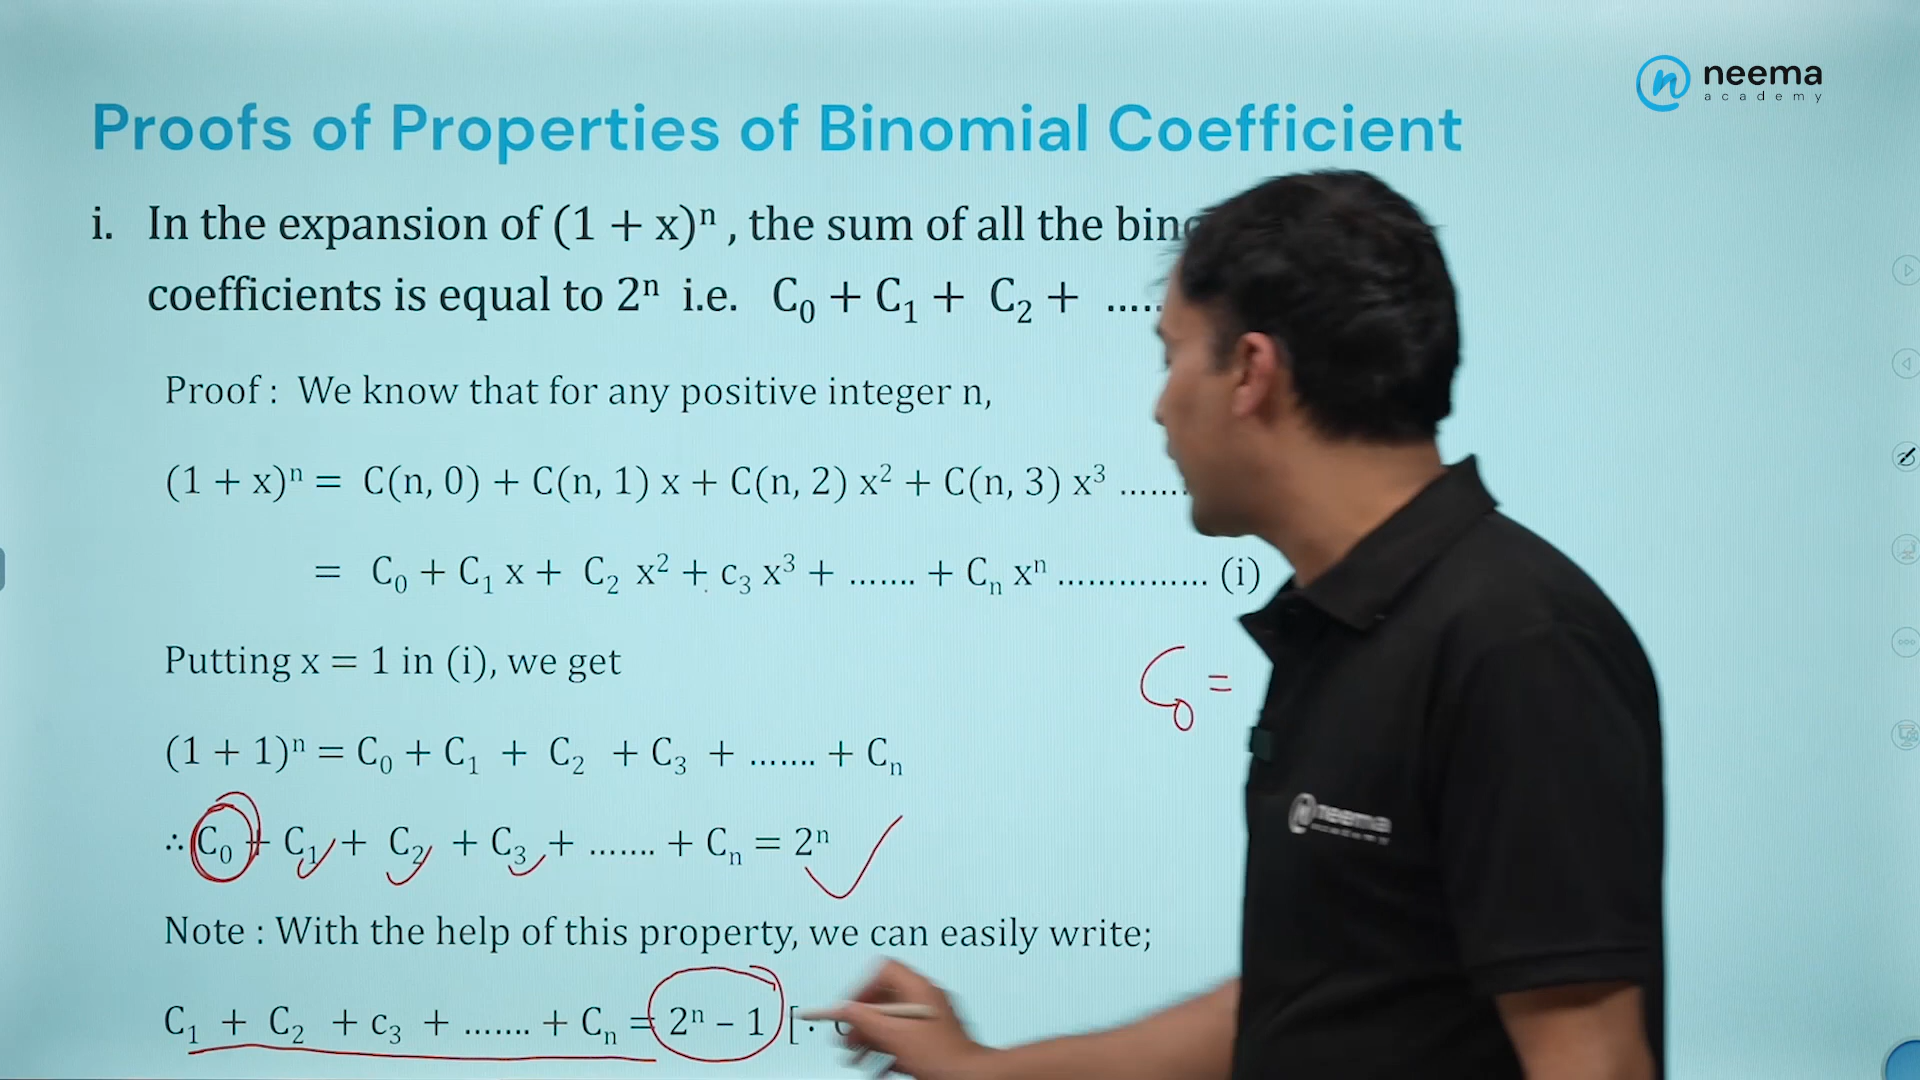 neema
academy
Proofs of Properties of Binomial Coefficient
i. In the expansion of (1 + x)ⁿ , the sum of all the
coefficients is equal to 2ⁿ i.e. C₀ + C₁ + C₂ + ......
Proof : We know that for any positive integer n,
(1 + x)ⁿ = C(n, 0) + C(n, 1) x + C(n, 2) x² + C(n, 3) x³ .......
= C₀ + C₁ x + C₂ x² + c₃ x³ + ....... + Cₙ xⁿ ............... (i)
Putting x = 1 in (i), we get
C₀ =
(1 + 1)ⁿ = C₀ + C₁ + C₂ + C₃ + ....... + Cₙ
∴ C₀ + C₁ + C₂ + C₃ + ....... + Cₙ = 2ⁿ
neema
academy
Note : With the help of this property, we can easily write;
C₁ + C₂ + c₃ + ....... + Cₙ = 2ⁿ – 1 [